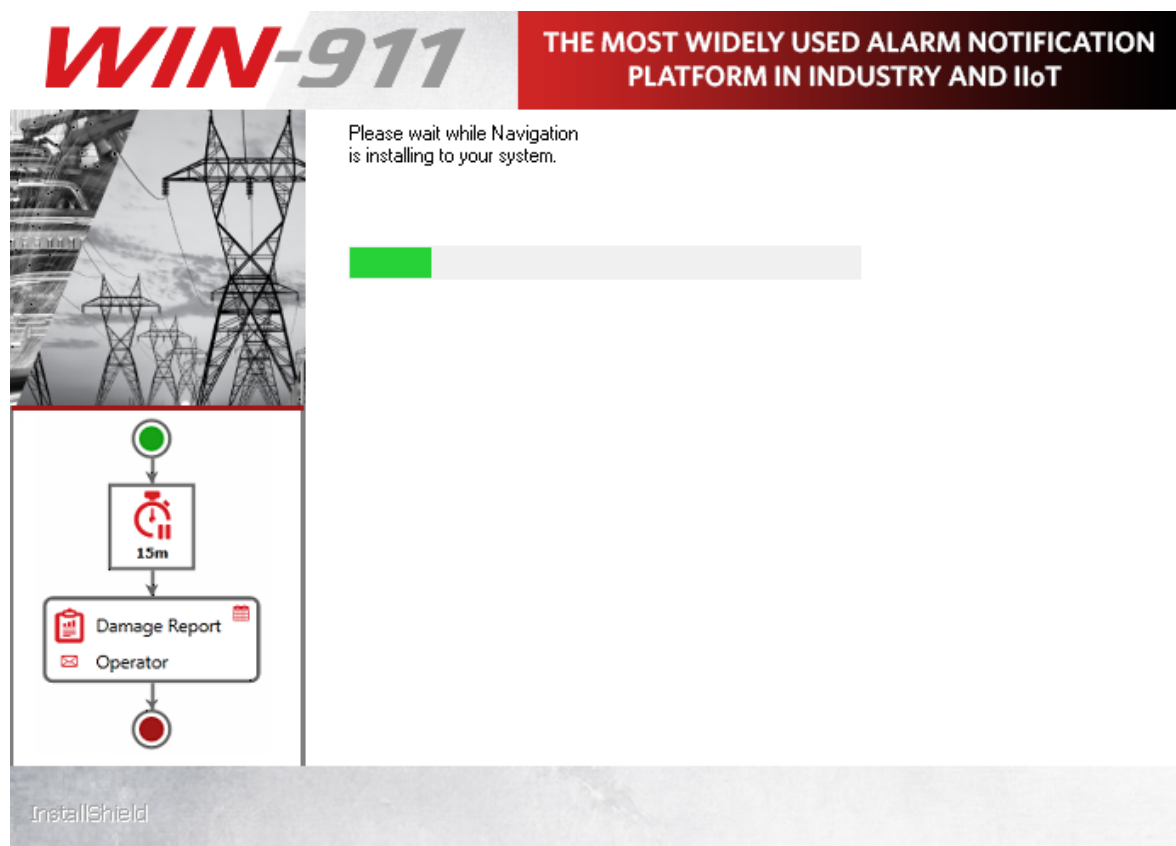 WIN-911
THE MOST WIDELY USED ALARM NOTIFICATION
PLATFORM IN INDUSTRY AND IIoT
Please wait while Navigation
is installing to your system.
15m
Damage Report
Operator
InstallShield